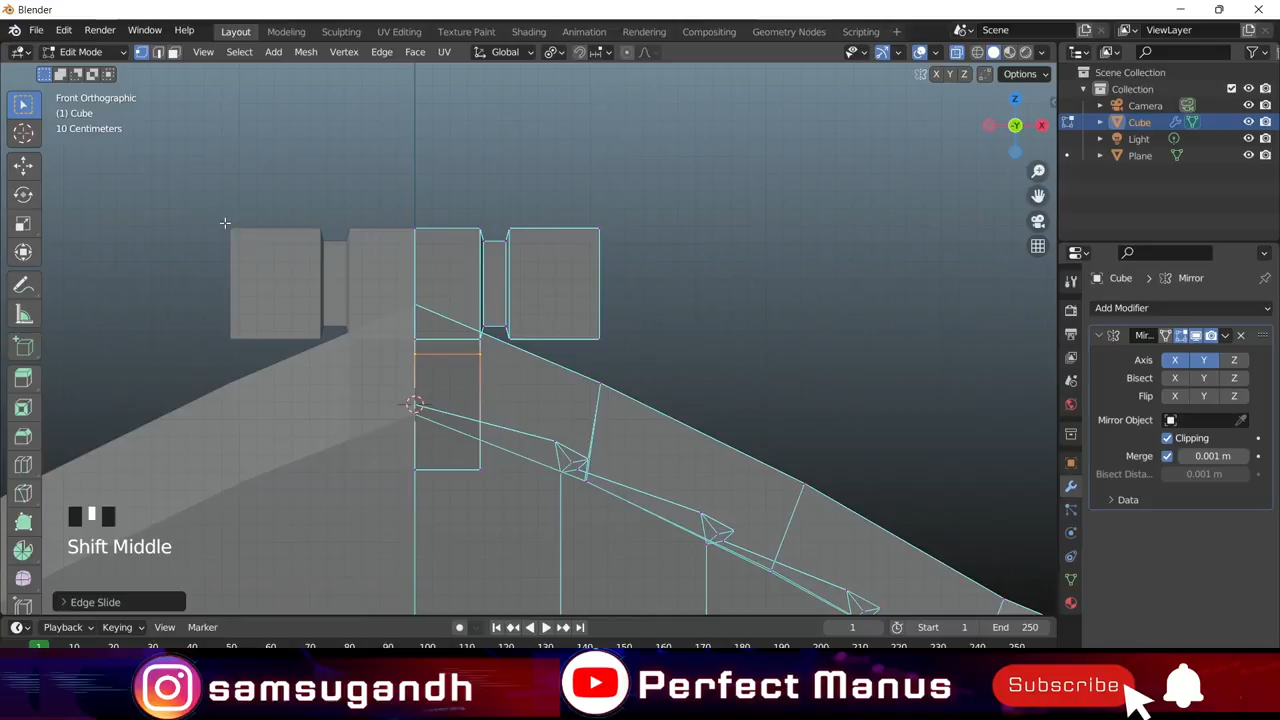 Blender
File Edit Render Window Help
Layout Modeling Sculpting UV Editing Texture Paint Shading Animation Rendering Compositing Geometry Nodes Scripting +
Scene ViewLayer
Edit Mode View Select Add Mesh Vertex Edge Face UV Global
X Y Z Options
Front Orthographic
(1) Cube
10 Centimeters
Z
-Y
X
Scene Collection
Collection
Camera
Cube
Light
Plane
Cube Mirror
Add Modifier
Mir...
Axis X Y Z
Bisect X Y Z
Flip X Y Z
Mirror Object
Clipping
Merge 0.001 m
Bisect Dista... 0.001 m
Data
Shift Middle
Edge Slide
Playback Keying View Marker 1 Start 1 End 250
samsugandh
Perfect Manus
Subscribe